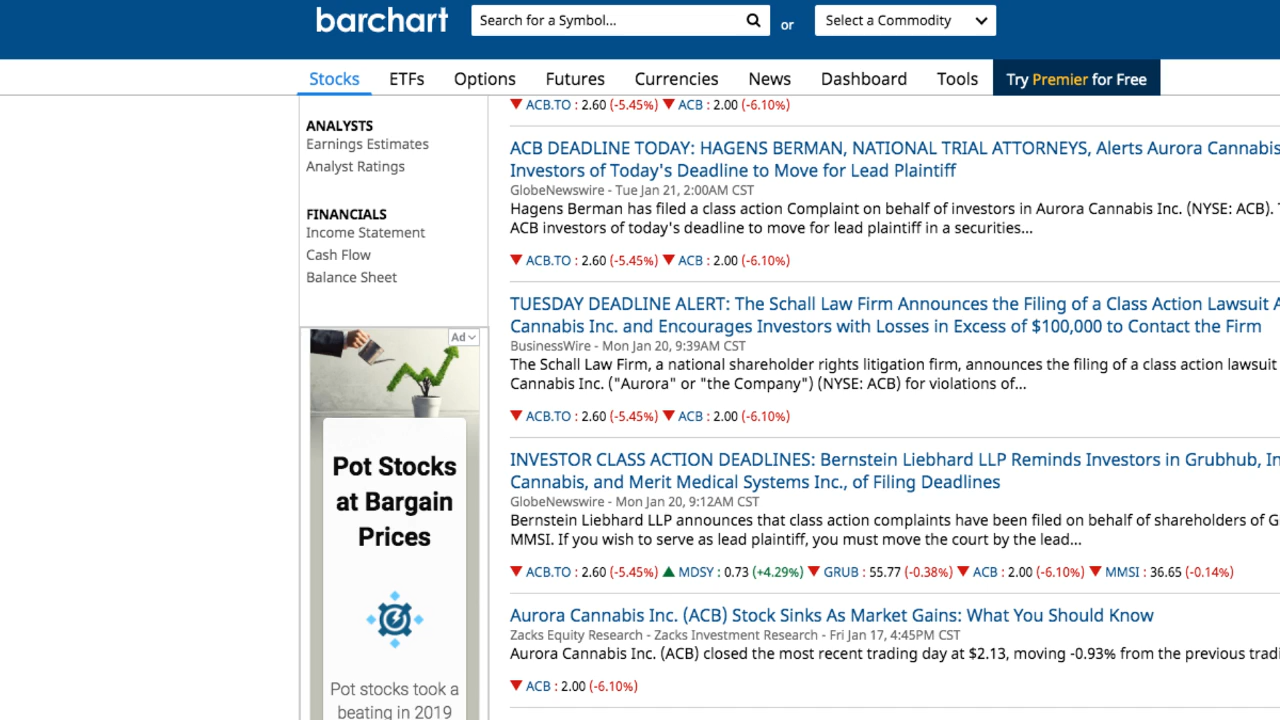 barchart
Search for a Symbol...
or
Select a Commodity
Stocks
ETFs
Options
Futures
Currencies
News
Dashboard
Tools
Try Premier for Free
ANALYSTS
Earnings Estimates
Analyst Ratings
FINANCIALS
Income Statement
Cash Flow
Balance Sheet
Ad
Pot Stocks
at Bargain
Prices
Pot stocks took a
beating in 2019
ACB.TO : 2.60 (-5.45%) ACB : 2.00 (-6.10%)
ACB DEADLINE TODAY: HAGENS BERMAN, NATIONAL TRIAL ATTORNEYS, Alerts Aurora Cannabis
Investors of Today's Deadline to Move for Lead Plaintiff
GlobeNewswire - Tue Jan 21, 2:00AM CST
Hagens Berman has filed a class action Complaint on behalf of investors in Aurora Cannabis Inc. (NYSE: ACB).
ACB investors of today's deadline to move for lead plaintiff in a securities...
ACB.TO : 2.60 (-5.45%) ACB : 2.00 (-6.10%)
TUESDAY DEADLINE ALERT: The Schall Law Firm Announces the Filing of a Class Action Lawsuit A
Cannabis Inc. and Encourages Investors with Losses in Excess of $100,000 to Contact the Firm
BusinessWire - Mon Jan 20, 9:39AM CST
The Schall Law Firm, a national shareholder rights litigation firm, announces the filing of a class action lawsuit
Cannabis Inc. ("Aurora" or "the Company") (NYSE: ACB) for violations of...
ACB.TO : 2.60 (-5.45%) ACB : 2.00 (-6.10%)
INVESTOR CLASS ACTION DEADLINES: Bernstein Liebhard LLP Reminds Investors in Grubhub, In
Cannabis, and Merit Medical Systems Inc., of Filing Deadlines
GlobeNewswire - Mon Jan 20, 9:12AM CST
Bernstein Liebhard LLP announces that class action complaints have been filed on behalf of shareholders of G
MMSI. If you wish to serve as lead plaintiff, you must move the court by the lead...
ACB.TO : 2.60 (-5.45%) MDSY : 0.73 (+4.29%) GRUB : 55.77 (-0.38%) ACB : 2.00 (-6.10%) MMSI : 36.65 (-0.14%)
Aurora Cannabis Inc. (ACB) Stock Sinks As Market Gains: What You Should Know
Zacks Equity Research - Zacks Investment Research - Fri Jan 17, 4:45PM CST
Aurora Cannabis Inc. (ACB) closed the most recent trading day at $2.13, moving -0.93% from the previous tradi
ACB : 2.00 (-6.10%)